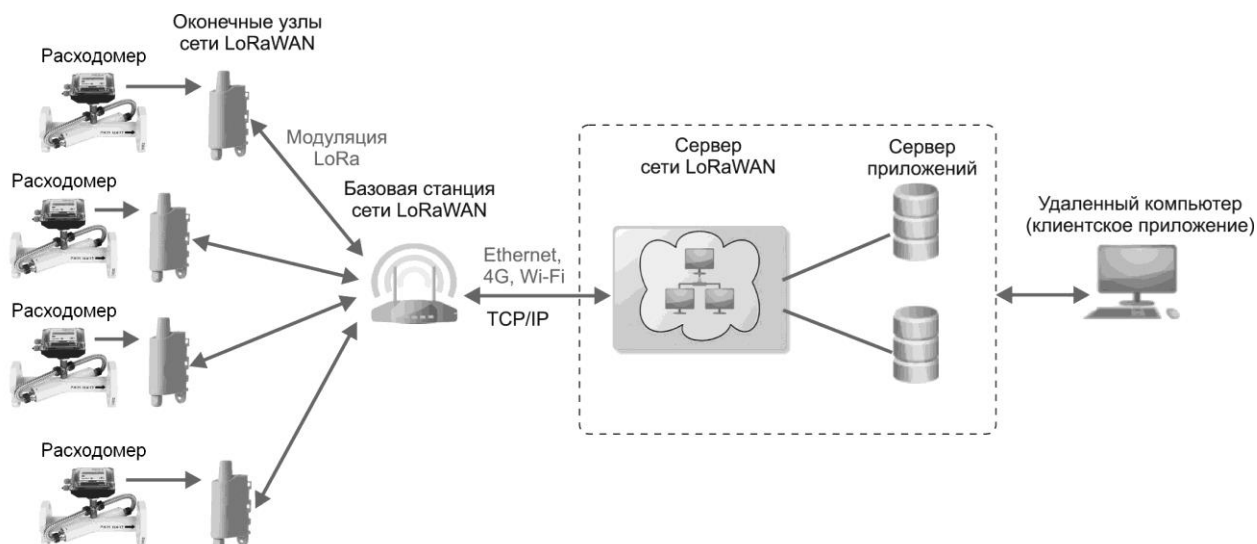 Оконечные узлы
сети LoRaWAN
Расходомер
Модуляция
LoRa
Расходомер
Базовая станция
сети LoRaWAN
Ethernet,
4G, Wi-Fi
TCP/IP
Сервер
сети LoRaWAN
Сервер
приложений
Удаленный компьютер
(клиентское приложение)
Расходомер
Расходомер